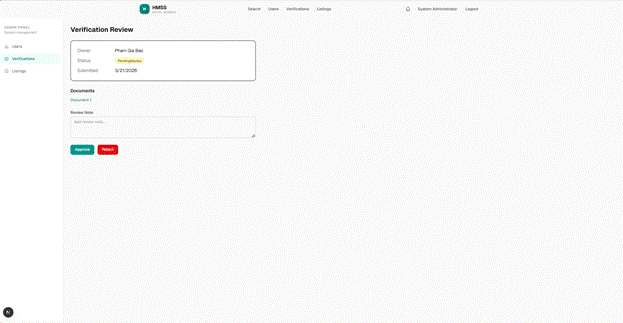 HMSS
Search
Users
Verifications
Listings
System Administrator
Logout
ADMIN PANEL
System management
Users
Verifications
Listings
Verification Review
Owner Pham Gia Bao
Status PendingReview
Submitted 3/21/2026
Documents
Document 1
Review Note
Add review note...
Approve
Reject
N